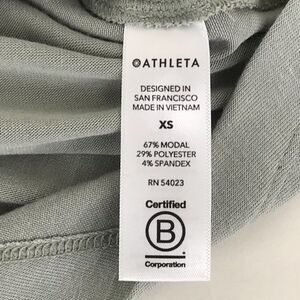 ATHLETA
DESIGNED IN
SAN FRANCISCO
MADE IN VIETNAM
XS
67% MODAL
29% POLYESTER
4% SPANDEX
RN 54023
Certified
B
Corporation